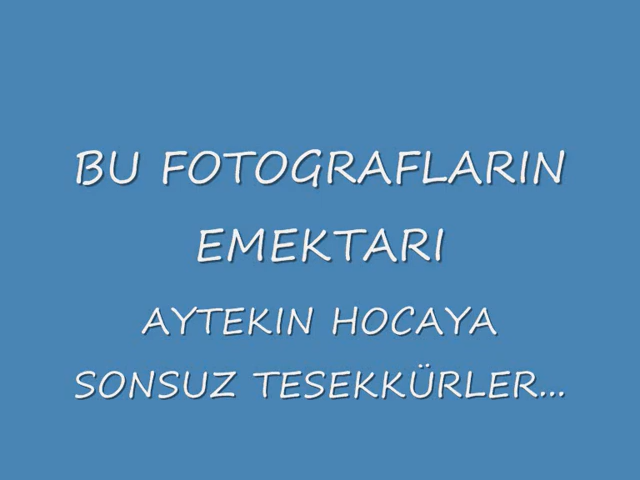 BU FOTOGRAFLARIN
EMEKTARI
AYTEKIN HOCAYA
SONSUZ TESEKKÜRLER...